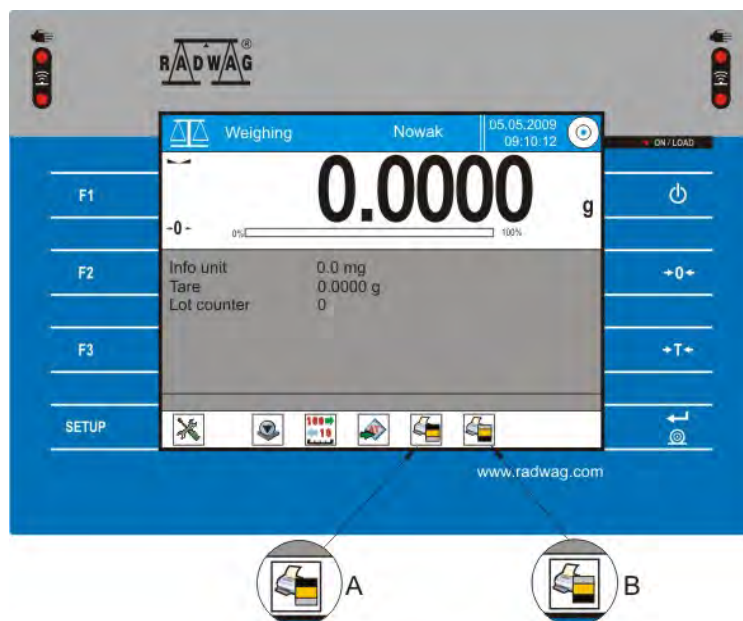 RADWAG®
Weighing Nowak 05.05.2009 09:10:12
ON / LOAD
F1
0.0000 g
-0- 0% 100%
F2
Info unit 0.0 mg
Tare 0.0000 g
Lot counter 0
→0←
F3
→T←
SETUP
www.radwag.com
A
B